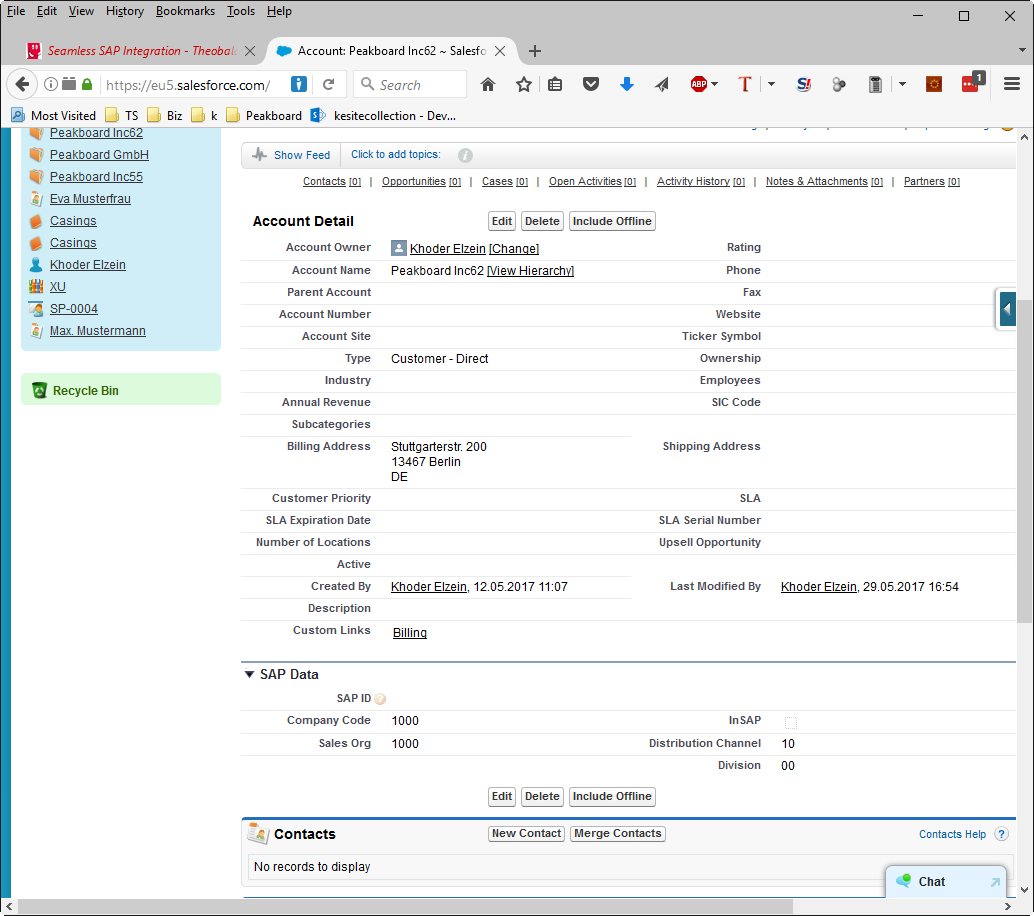 File Edit View History Bookmarks Tools Help
Seamless SAP Integration - Theobal
Account: Peakboard Inc62 ~ Salesfo
https://eu5.salesforce.com/
Search
ABP
T
S!
1
Most Visited TS Biz k Peakboard kesitecollection - Dev...
Peakboard Inc62
Peakboard GmbH
Peakboard Inc55
Eva Musterfrau
Casings
Casings
Khoder Elzein
XU
SP-0004
Max. Mustermann
Recycle Bin
Show Feed Click to add topics: i
Contacts [0] | Opportunities [0] | Cases [0] | Open Activities [0] | Activity History [0] | Notes & Attachments [0] | Partners [0]
Account Detail Edit Delete Include Offline
Account Owner Khoder Elzein [Change] Rating
Account Name Peakboard Inc62 [View Hierarchy] Phone
Parent Account Fax
Account Number Website
Account Site Ticker Symbol
Type Customer - Direct Ownership
Industry Employees
Annual Revenue SIC Code
Subcategories
Billing Address Stuttgarterstr. 200 Shipping Address
13467 Berlin
DE
Customer Priority SLA
SLA Expiration Date SLA Serial Number
Number of Locations Upsell Opportunity
Active
Created By Khoder Elzein, 12.05.2017 11:07 Last Modified By Khoder Elzein, 29.05.2017 16:54
Description
Custom Links Billing
SAP Data
SAP ID ?
Company Code 1000 InSAP
Sales Org 1000 Distribution Channel 10
Division 00
Edit Delete Include Offline
Contacts New Contact Merge Contacts Contacts Help ?
No records to display
Chat